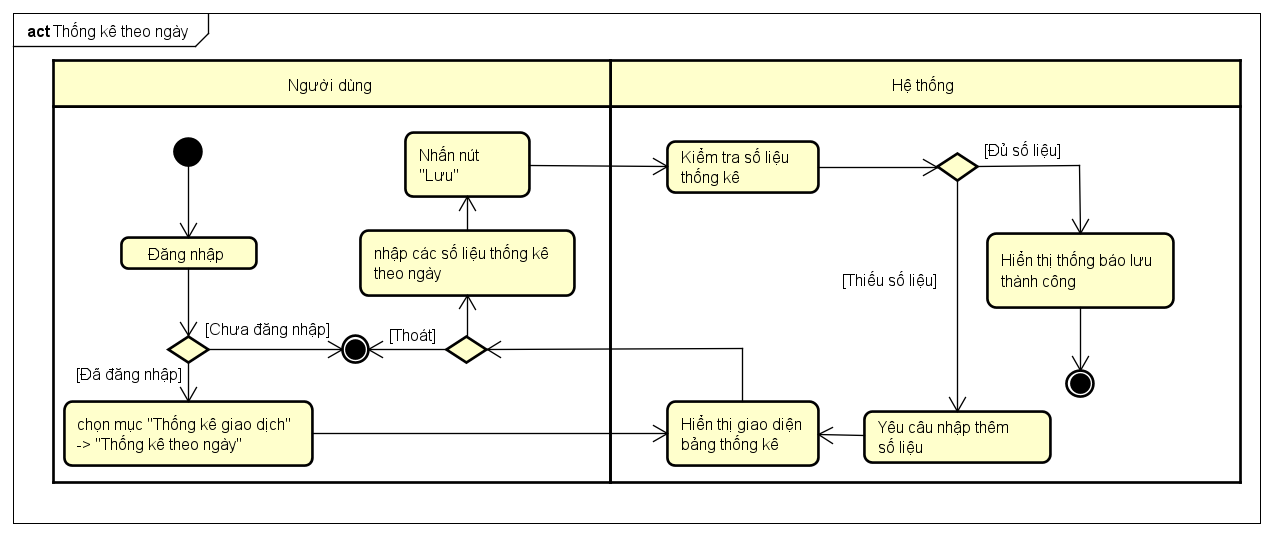 act Thống kê theo ngày
Người dùng
Hệ thống
Nhấn nút
"Lưu"
Kiểm tra số liệu
thống kê
[Đủ số liệu]
Đăng nhập
nhập các số liệu thống kê
theo ngày
Hiển thị thống báo lưu
thành công
[Thiếu số liệu]
[Chưa đăng nhập]
[Thoát]
[Đã đăng nhập]
chọn mục "Thống kê giao dịch"
-> "Thống kê theo ngày"
Hiển thị giao diện
bảng thống kê
Yêu câu nhập thêm
số liệu